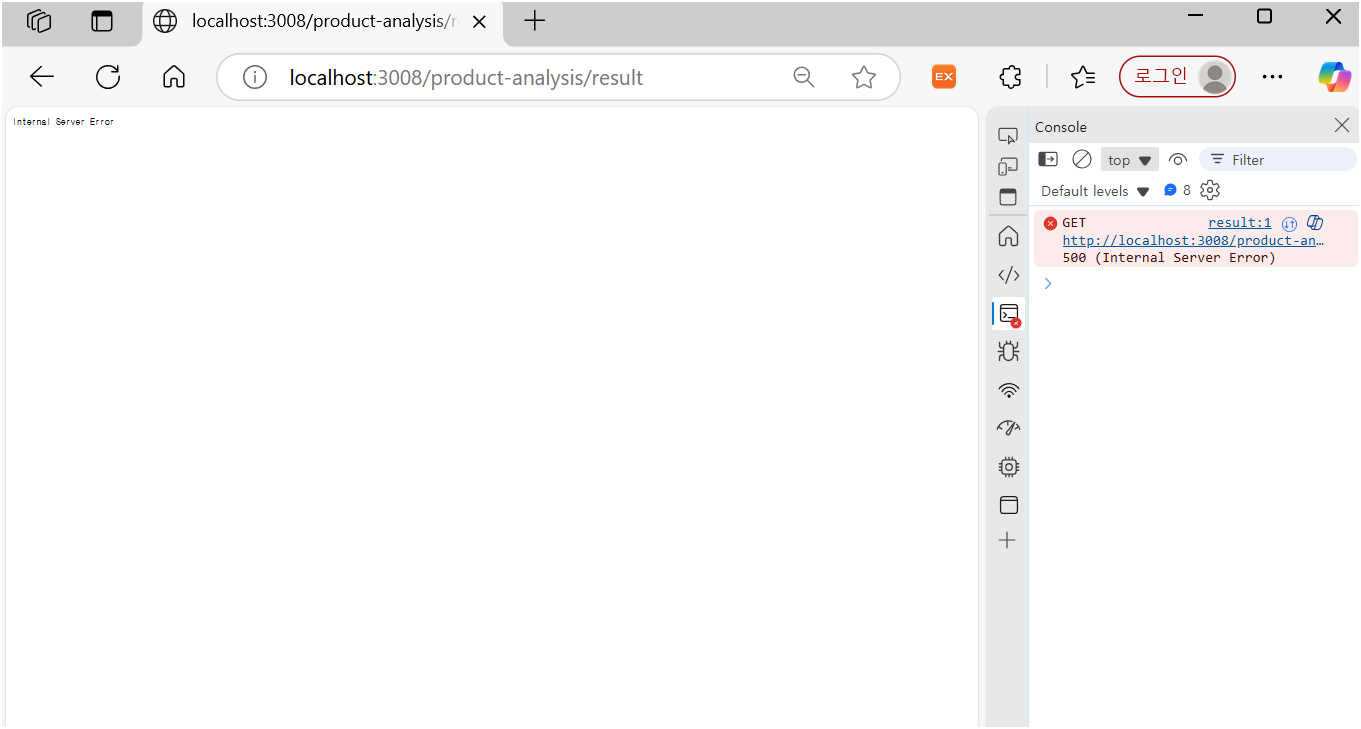 localhost:3008/product-analysis/r
localhost:3008/product-analysis/result
EX
로그인
Internal Server Error
Console
top
Filter
Default levels
8
GET
result:1
http://localhost:3008/product-an…
500 (Internal Server Error)